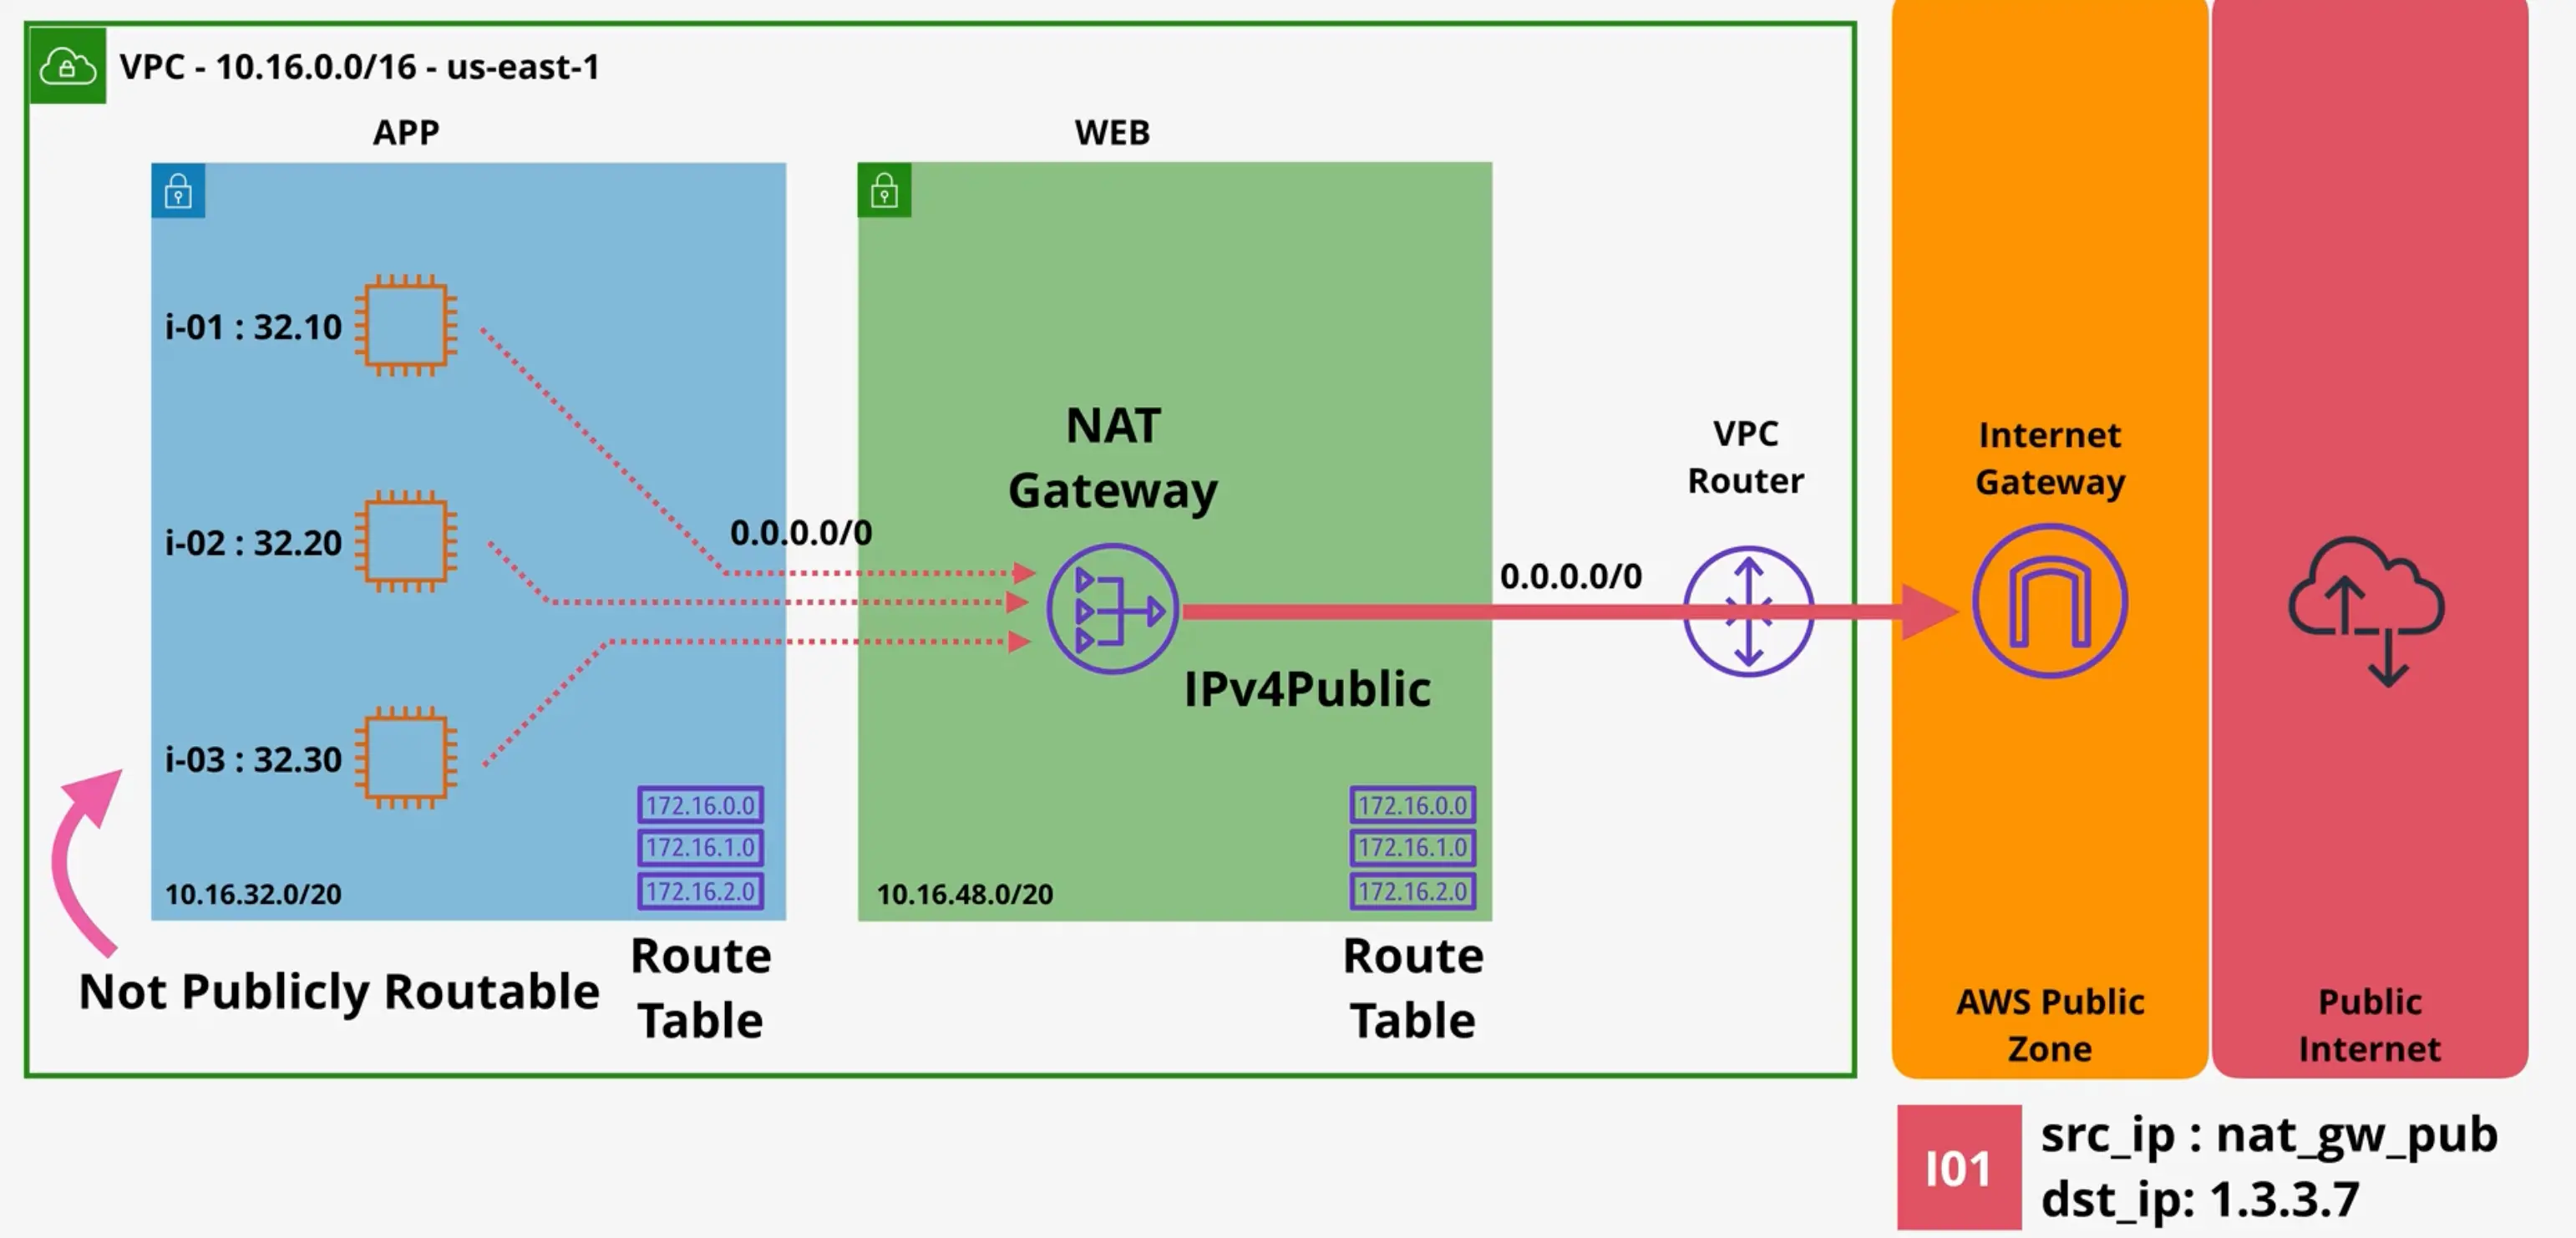 VPC - 10.16.0.0/16 - us-east-1
APP
i-01 : 32.10
i-02 : 32.20
i-03 : 32.30
10.16.32.0/20
172.16.0.0
172.16.1.0
172.16.2.0
Route
Table
Not Publicly Routable
0.0.0.0/0
WEB
NAT
Gateway
IPv4Public
10.16.48.0/20
172.16.0.0
172.16.1.0
172.16.2.0
Route
Table
0.0.0.0/0
VPC
Router
Internet
Gateway
AWS Public
Zone
Public
Internet
I01
src_ip : nat_gw_pub
dst_ip: 1.3.3.7